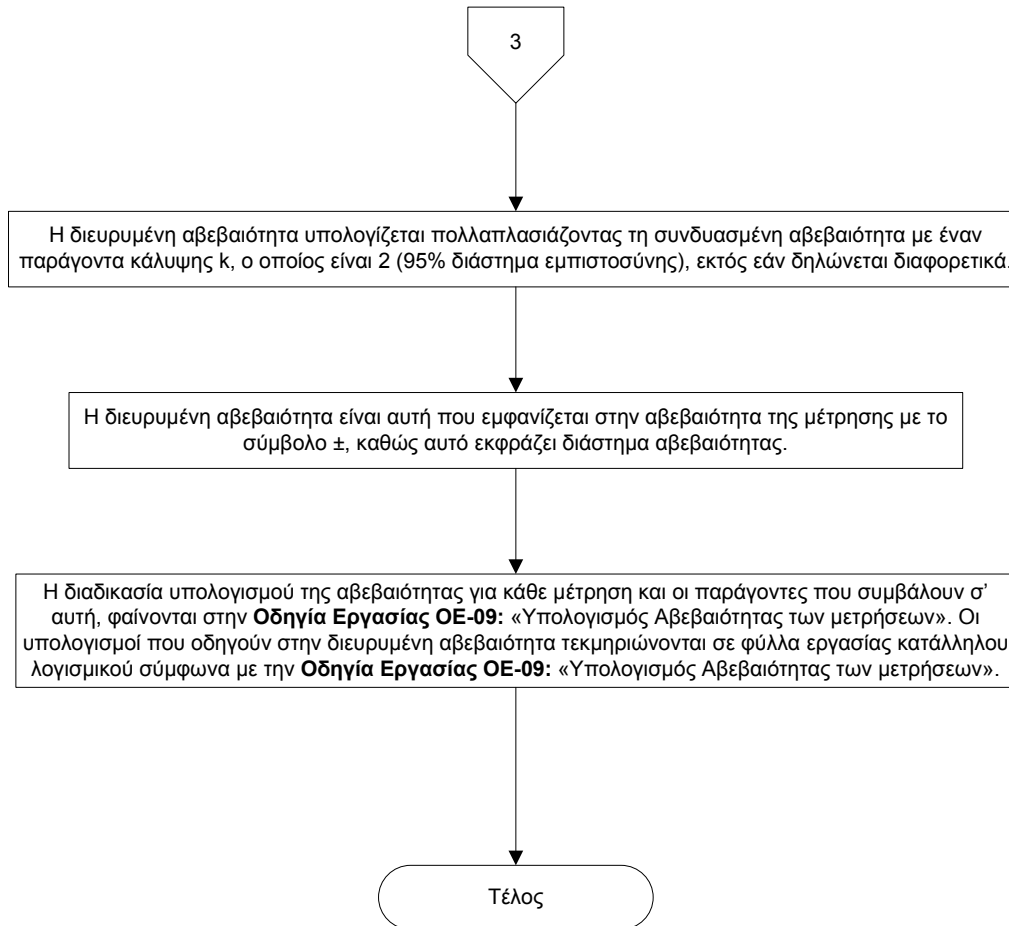 3
Η διευρυμένη αβεβαιότητα υπολογίζεται πολλαπλασιάζοντας τη συνδυασμένη αβεβαιότητα με έναν
παράγοντα κάλυψης k, ο οποίος είναι 2 (95% διάστημα εμπιστοσύνης), εκτός εάν δηλώνεται διαφορετικά.
Η διευρυμένη αβεβαιότητα είναι αυτή που εμφανίζεται στην αβεβαιότητα της μέτρησης με το
σύμβολο ±, καθώς αυτό εκφράζει διάστημα αβεβαιότητας.
Η διαδικασία υπολογισμού της αβεβαιότητας για κάθε μέτρηση και οι παράγοντες που συμβάλουν σ’
αυτή, φαίνονται στην Οδηγία Εργασίας ΟΕ-09: «Υπολογισμός Αβεβαιότητας των μετρήσεων». Οι
υπολογισμοί που οδηγούν στην διευρυμένη αβεβαιότητα τεκμηριώνονται σε φύλλα εργασίας κατάλληλου
λογισμικού σύμφωνα με την Οδηγία Εργασίας ΟΕ-09: «Υπολογισμός Αβεβαιότητας των μετρήσεων».
Τέλος